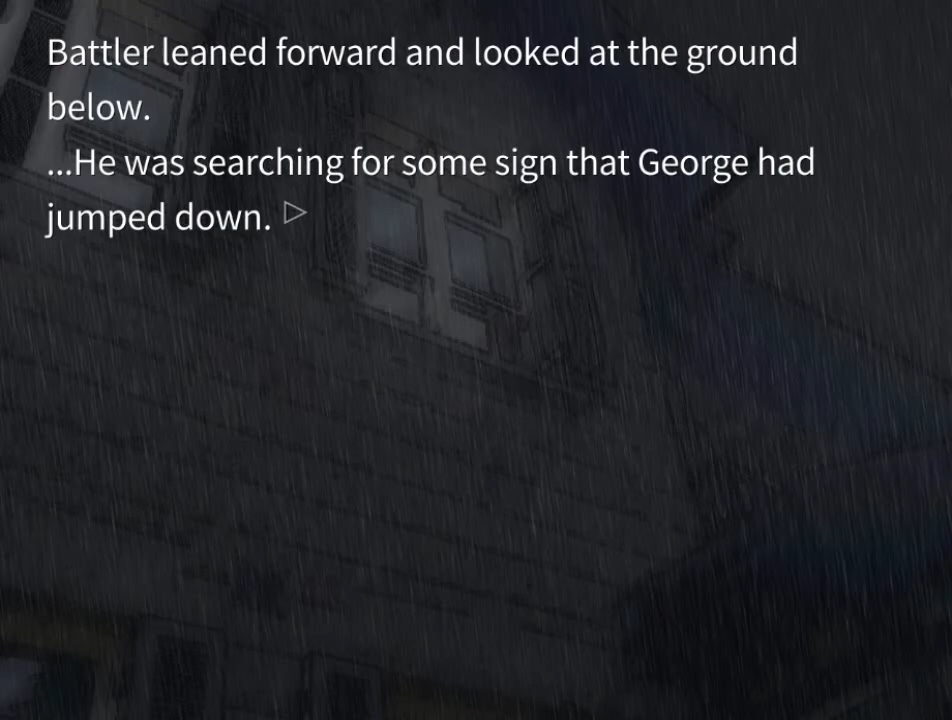 Battler leaned forward and looked at the ground
below.
...He was searching for some sign that George had
jumped down.